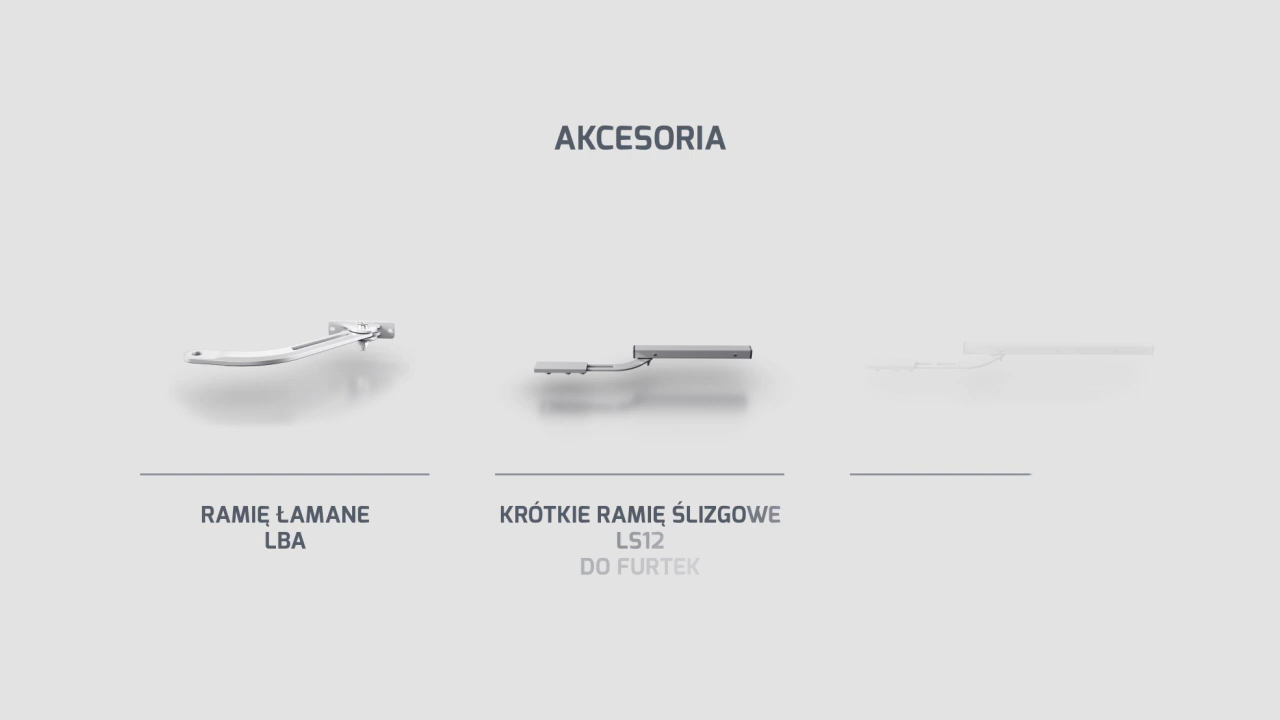 AKCESORIA
RAMIĘ ŁAMANE
LBA
KRÓTKIE RAMIĘ ŚLIZGOWE
LS12
DO FURTEK